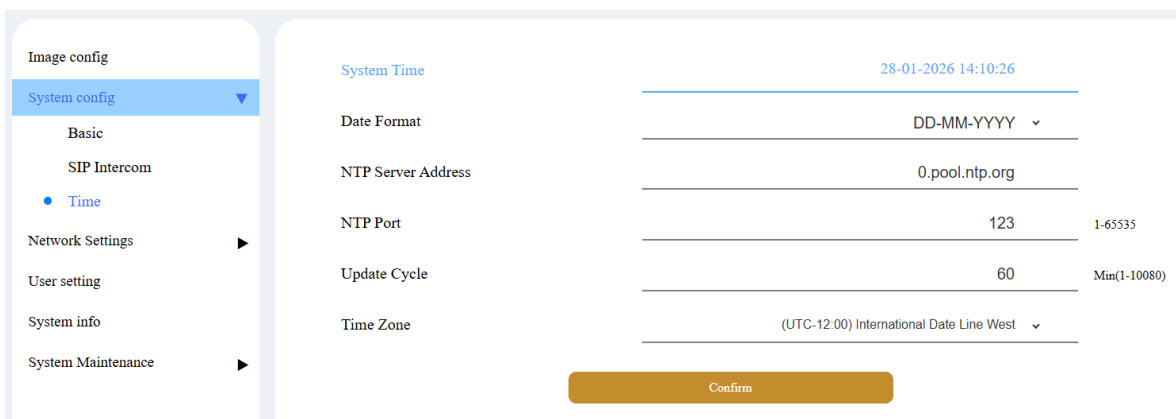 Image config
System config
Basic
SIP Intercom
Time
Network Settings
User setting
System info
System Maintenance
System Time 28-01-2026 14:10:26
Date Format DD-MM-YYYY
NTP Server Address 0.pool.ntp.org
NTP Port 123 1-65535
Update Cycle 60 Min(1-10080)
Time Zone (UTC-12:00) International Date Line West
Confirm